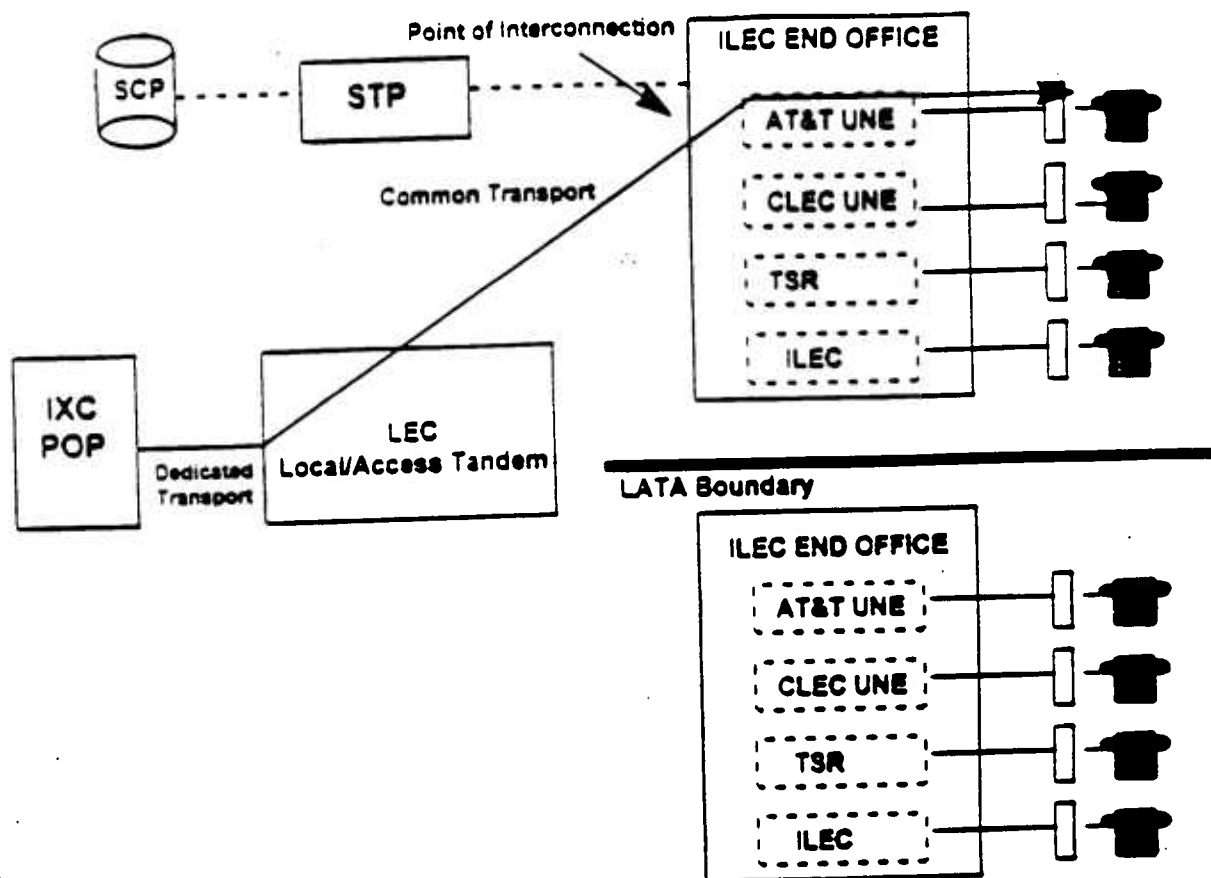 Point of Interconnection
ILEC END OFFICE
SCP
STP
AT&T UNE
Common Transport
CLEC UNE
TSR
ILEC
IXC
POP
LEC
Local/Access Tandem
Dedicated
Transport
LATA Boundary
ILEC END OFFICE
AT&T UNE
CLEC UNE
TSR
ILEC